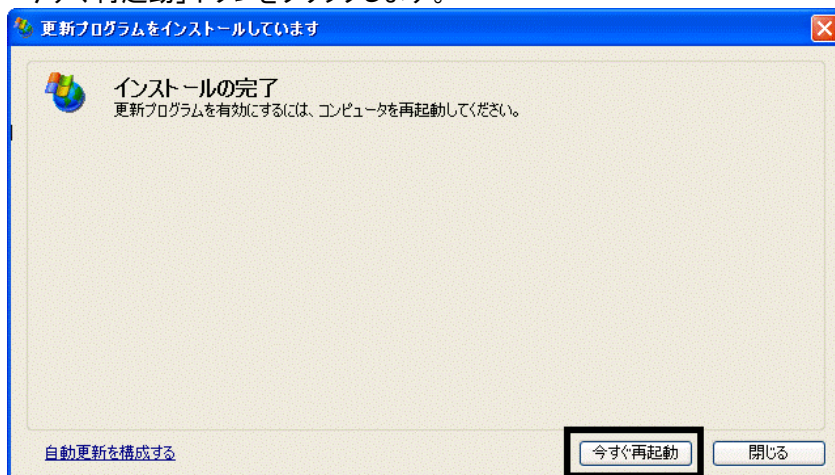 更新プログラムをインストールしています
インストールの完了
更新プログラムを有効にするには、コンピュータを再起動してください。
自動更新を構成する
今すぐ再起動
閉じる